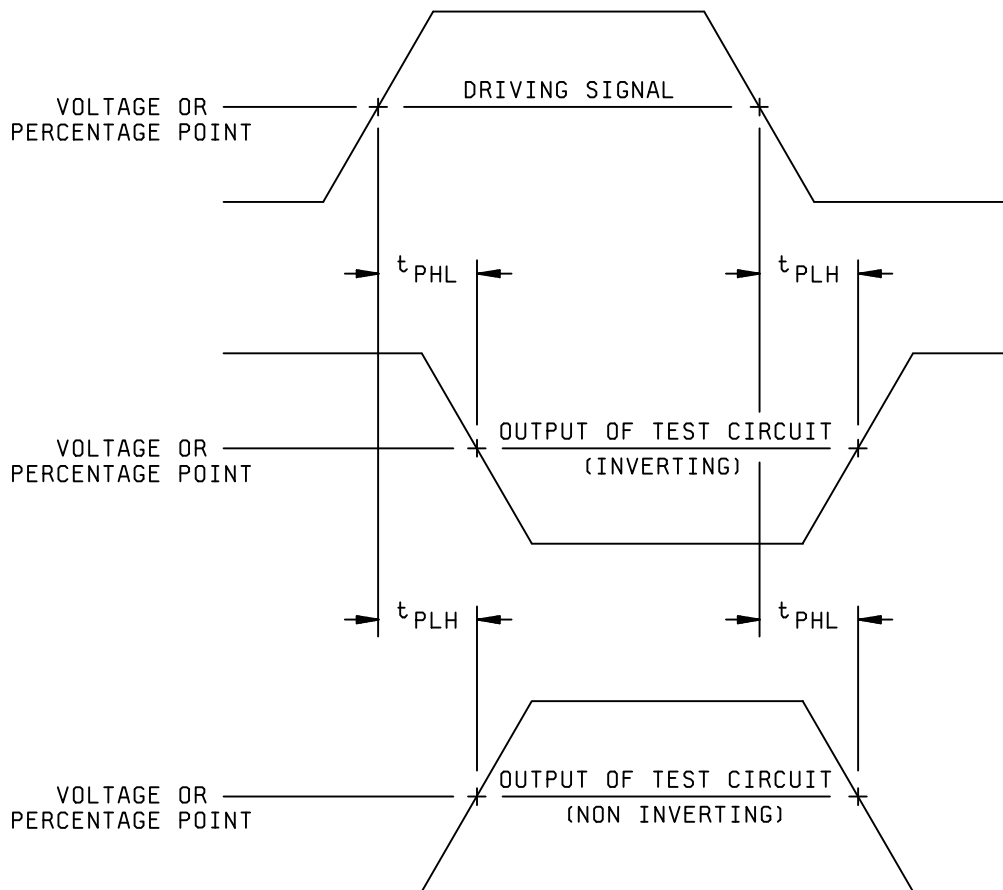 DRIVING SIGNAL
VOLTAGE OR
PERCENTAGE POINT
tPHL
tPLH
OUTPUT OF TEST CIRCUIT
(INVERTING)
VOLTAGE OR
PERCENTAGE POINT
tPLH
tPHL
OUTPUT OF TEST CIRCUIT
(NON INVERTING)
VOLTAGE OR
PERCENTAGE POINT